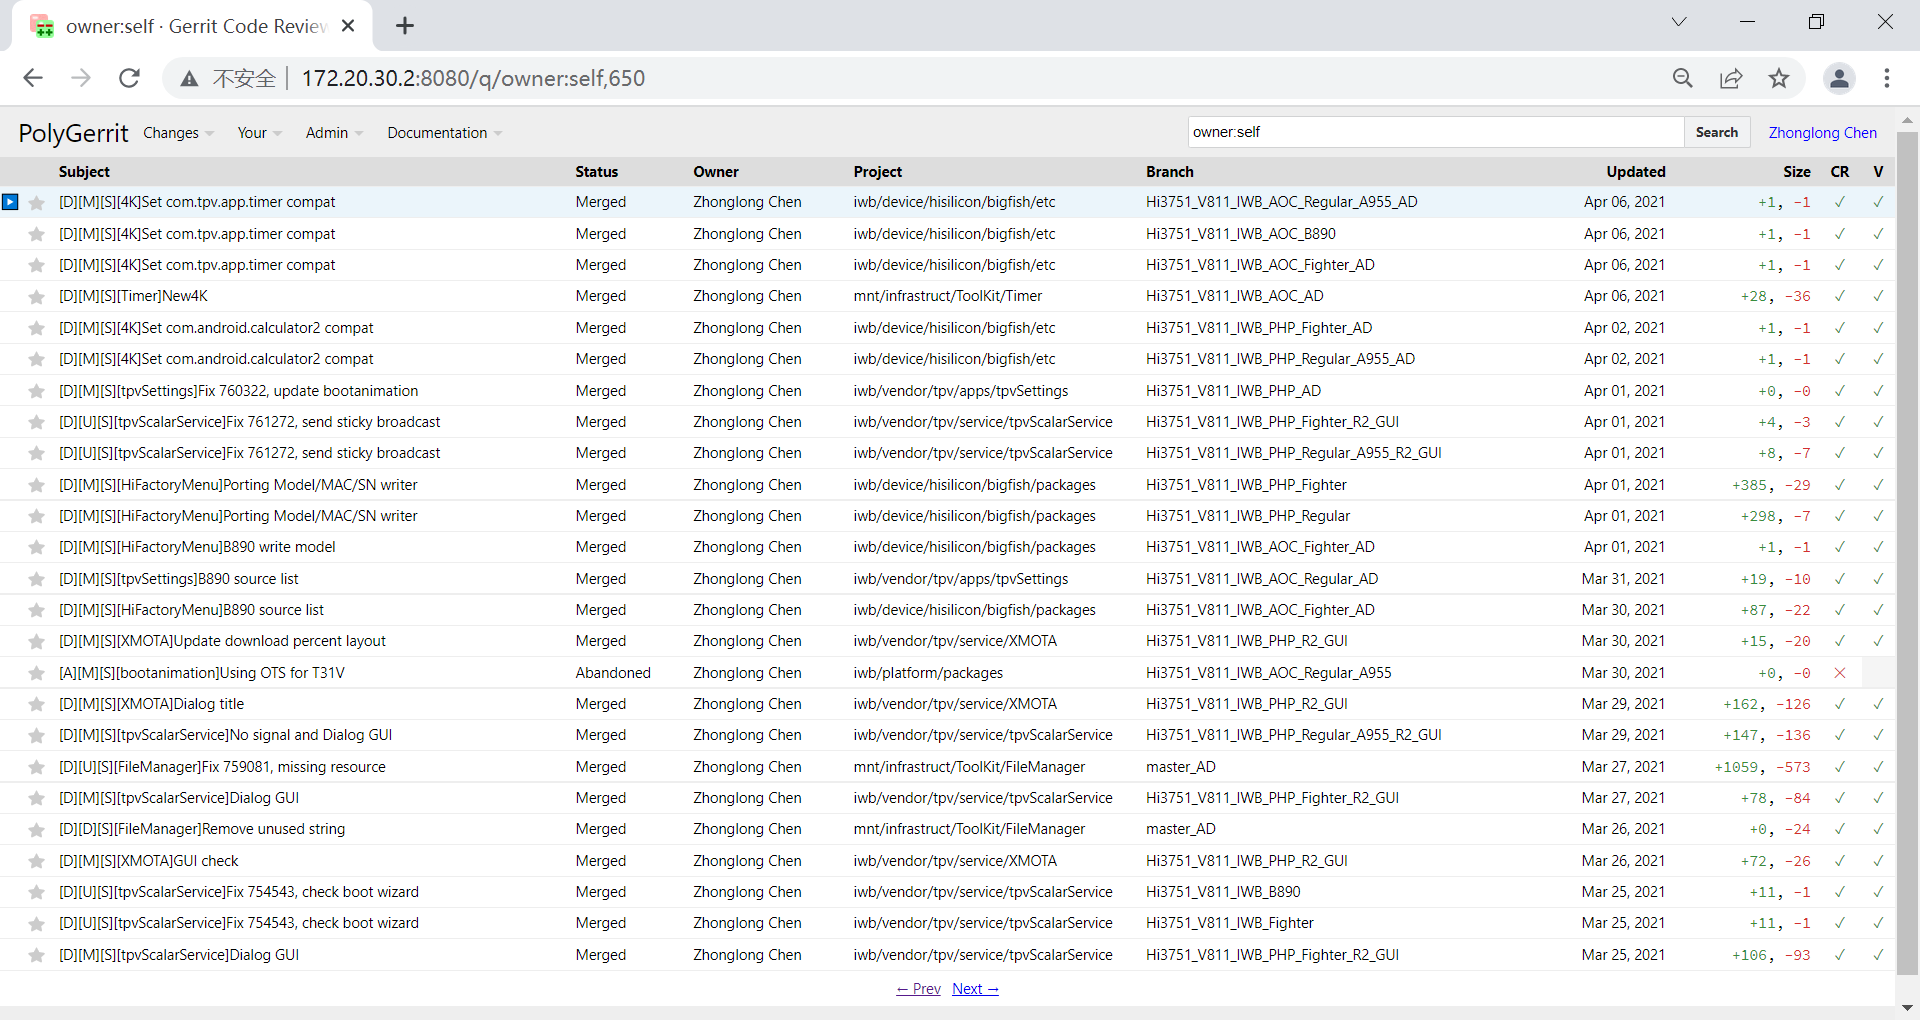 owner:self · Gerrit Code Review
不安全 172.20.30.2:8080/q/owner:self,650
PolyGerrit Changes Your Admin Documentation owner:self Search Zhonglong Chen
Subject Status Owner Project Branch Updated Size CR V
[D][M][S][4K]Set com.tpv.app.timer compat Merged Zhonglong Chen iwb/device/hisilicon/bigfish/etc Hi3751_V811_IWB_AOC_Regular_A955_AD Apr 06, 2021 +1, -1 ✓ ✓
[D][M][S][4K]Set com.tpv.app.timer compat Merged Zhonglong Chen iwb/device/hisilicon/bigfish/etc Hi3751_V811_IWB_AOC_B890 Apr 06, 2021 +1, -1 ✓ ✓
[D][M][S][4K]Set com.tpv.app.timer compat Merged Zhonglong Chen iwb/device/hisilicon/bigfish/etc Hi3751_V811_IWB_AOC_Fighter_AD Apr 06, 2021 +1, -1 ✓ ✓
[D][M][S][Timer]New4K Merged Zhonglong Chen mnt/infrastruct/ToolKit/Timer Hi3751_V811_IWB_AOC_AD Apr 06, 2021 +28, -36 ✓ ✓
[D][M][S][4K]Set com.android.calculator2 compat Merged Zhonglong Chen iwb/device/hisilicon/bigfish/etc Hi3751_V811_IWB_PHP_Fighter_AD Apr 02, 2021 +1, -1 ✓ ✓
[D][M][S][4K]Set com.android.calculator2 compat Merged Zhonglong Chen iwb/device/hisilicon/bigfish/etc Hi3751_V811_IWB_PHP_Regular_A955_AD Apr 02, 2021 +1, -1 ✓ ✓
[D][M][S][tpvSettings]Fix 760322, update bootanimation Merged Zhonglong Chen iwb/vendor/tpv/apps/tpvSettings Hi3751_V811_IWB_PHP_AD Apr 01, 2021 +0, -0 ✓ ✓
[D][U][S][tpvScalarService]Fix 761272, send sticky broadcast Merged Zhonglong Chen iwb/vendor/tpv/service/tpvScalarService Hi3751_V811_IWB_PHP_Fighter_R2_GUI Apr 01, 2021 +4, -3 ✓ ✓
[D][U][S][tpvScalarService]Fix 761272, send sticky broadcast Merged Zhonglong Chen iwb/vendor/tpv/service/tpvScalarService Hi3751_V811_IWB_PHP_Regular_A955_R2_GUI Apr 01, 2021 +8, -7 ✓ ✓
[D][M][S][HiFactoryMenu]Porting Model/MAC/SN writer Merged Zhonglong Chen iwb/device/hisilicon/bigfish/packages Hi3751_V811_IWB_PHP_Fighter Apr 01, 2021 +385, -29 ✓ ✓
[D][M][S][HiFactoryMenu]Porting Model/MAC/SN writer Merged Zhonglong Chen iwb/device/hisilicon/bigfish/packages Hi3751_V811_IWB_PHP_Regular Apr 01, 2021 +298, -7 ✓ ✓
[D][M][S][HiFactoryMenu]B890 write model Merged Zhonglong Chen iwb/device/hisilicon/bigfish/packages Hi3751_V811_IWB_AOC_Fighter_AD Apr 01, 2021 +1, -1 ✓ ✓
[D][M][S][tpvSettings]B890 source list Merged Zhonglong Chen iwb/vendor/tpv/apps/tpvSettings Hi3751_V811_IWB_AOC_Regular_AD Mar 31, 2021 +19, -10 ✓ ✓
[D][M][S][HiFactoryMenu]B890 source list Merged Zhonglong Chen iwb/device/hisilicon/bigfish/packages Hi3751_V811_IWB_AOC_Fighter_AD Mar 30, 2021 +87, -22 ✓ ✓
[D][M][S][XMOTA]Update download percent layout Merged Zhonglong Chen iwb/vendor/tpv/service/XMOTA Hi3751_V811_IWB_PHP_R2_GUI Mar 30, 2021 +15, -20 ✓ ✓
[A][M][S][bootanimation]Using OTS for T31V Abandoned Zhonglong Chen iwb/platform/packages Hi3751_V811_IWB_AOC_Regular_A955 Mar 30, 2021 +0, -0 ✕
[D][M][S][XMOTA]Dialog title Merged Zhonglong Chen iwb/vendor/tpv/service/XMOTA Hi3751_V811_IWB_PHP_R2_GUI Mar 29, 2021 +162, -126 ✓ ✓
[D][M][S][tpvScalarService]No signal and Dialog GUI Merged Zhonglong Chen iwb/vendor/tpv/service/tpvScalarService Hi3751_V811_IWB_PHP_Regular_A955_R2_GUI Mar 29, 2021 +147, -136 ✓ ✓
[D][U][S][FileManager]Fix 759081, missing resource Merged Zhonglong Chen mnt/infrastruct/ToolKit/FileManager master_AD Mar 27, 2021 +1059, -573 ✓ ✓
[D][M][S][tpvScalarService]Dialog GUI Merged Zhonglong Chen iwb/vendor/tpv/service/tpvScalarService Hi3751_V811_IWB_PHP_Fighter_R2_GUI Mar 27, 2021 +78, -84 ✓ ✓
[D][D][S][FileManager]Remove unused string Merged Zhonglong Chen mnt/infrastruct/ToolKit/FileManager master_AD Mar 26, 2021 +0, -24 ✓ ✓
[D][M][S][XMOTA]GUI check Merged Zhonglong Chen iwb/vendor/tpv/service/XMOTA Hi3751_V811_IWB_PHP_R2_GUI Mar 26, 2021 +72, -26 ✓ ✓
[D][U][S][tpvScalarService]Fix 754543, check boot wizard Merged Zhonglong Chen iwb/vendor/tpv/service/tpvScalarService Hi3751_V811_IWB_B890 Mar 25, 2021 +11, -1 ✓ ✓
[D][U][S][tpvScalarService]Fix 754543, check boot wizard Merged Zhonglong Chen iwb/vendor/tpv/service/tpvScalarService Hi3751_V811_IWB_Fighter Mar 25, 2021 +11, -1 ✓ ✓
[D][M][S][tpvScalarService]Dialog GUI Merged Zhonglong Chen iwb/vendor/tpv/service/tpvScalarService Hi3751_V811_IWB_PHP_Fighter_R2_GUI Mar 25, 2021 +106, -93 ✓ ✓
← Prev Next →